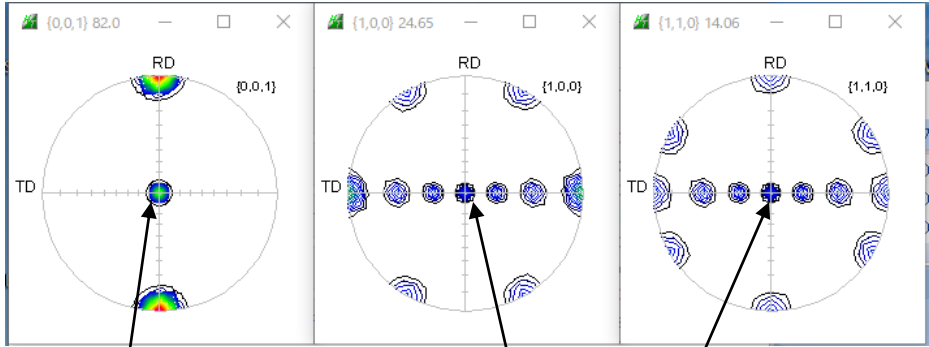 {0,0,1} 82.0
RD
{0,0,1}
TD
{1,0,0} 24.65
RD
{1,0,0}
TD
{1,1,0} 14.06
RD
{1,1,0}
TD